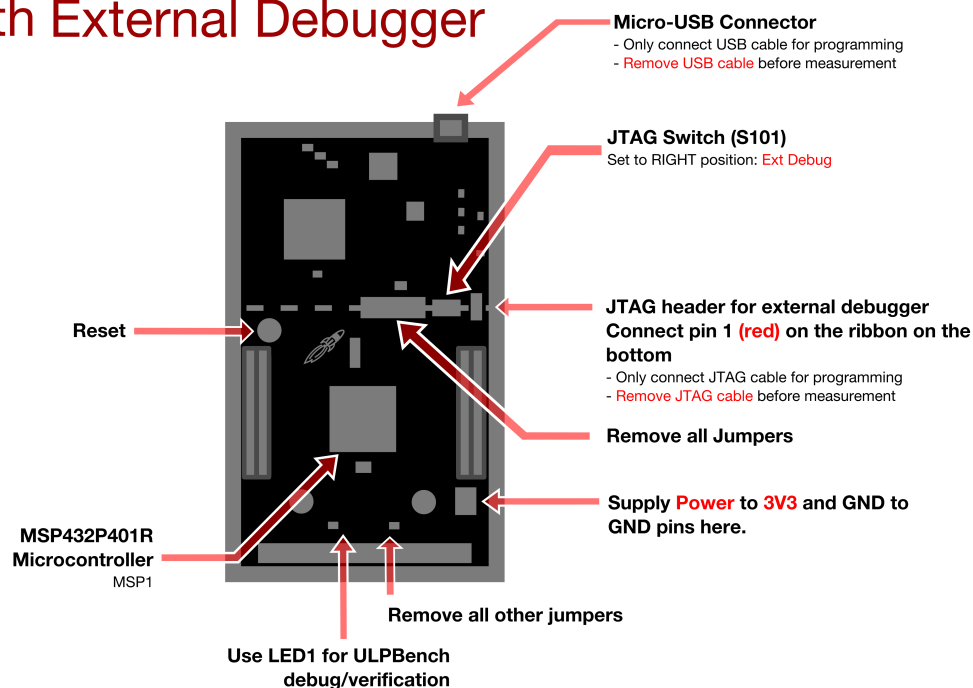 th External Debugger
Micro-USB Connector
- Only connect USB cable for programming
- Remove USB cable before measurement
JTAG Switch (S101)
Set to RIGHT position: Ext Debug
JTAG header for external debugger
Connect pin 1 (red) on the ribbon on the
bottom
- Only connect JTAG cable for programming
- Remove JTAG cable before measurement
Reset
Remove all Jumpers
Supply Power to 3V3 and GND to
GND pins here.
MSP432P401R
Microcontroller
MSP1
Remove all other jumpers
Use LED1 for ULPBench
debug/verification